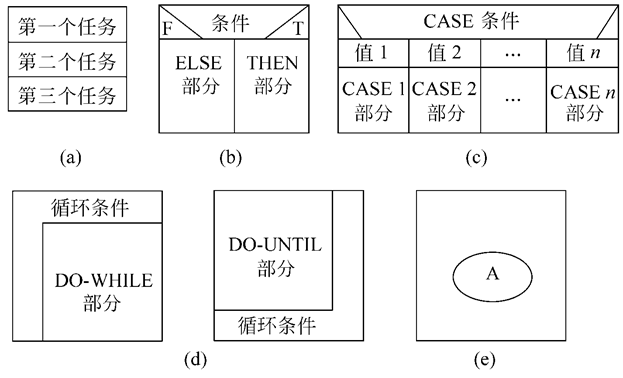 第一个任务
第二个任务
第三个任务
(a)
F 条件 T
ELSE 部分
THEN 部分
(b)
CASE 条件
值 1 值 2 … 值 n
CASE 1 部分
CASE 2 部分
…
CASE n 部分
(c)
循环条件
DO-WHILE
部分
DO-UNTIL
部分
循环条件
(d)
A
(e)